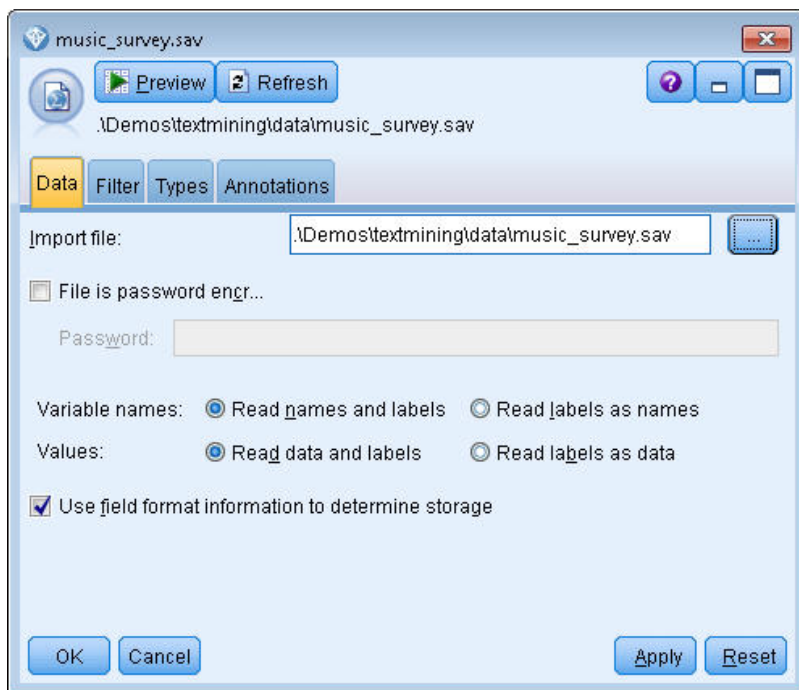 music_survey.sav
Preview Refresh
.\Demos\textmining\data\music_survey.sav
Data Filter Types Annotations
Import file: .\Demos\textmining\data\music_survey.sav ...
File is password encr...
Password:
Variable names: Read names and labels Read labels as names
Values: Read data and labels Read labels as data
Use field format information to determine storage
OK Cancel Apply Reset